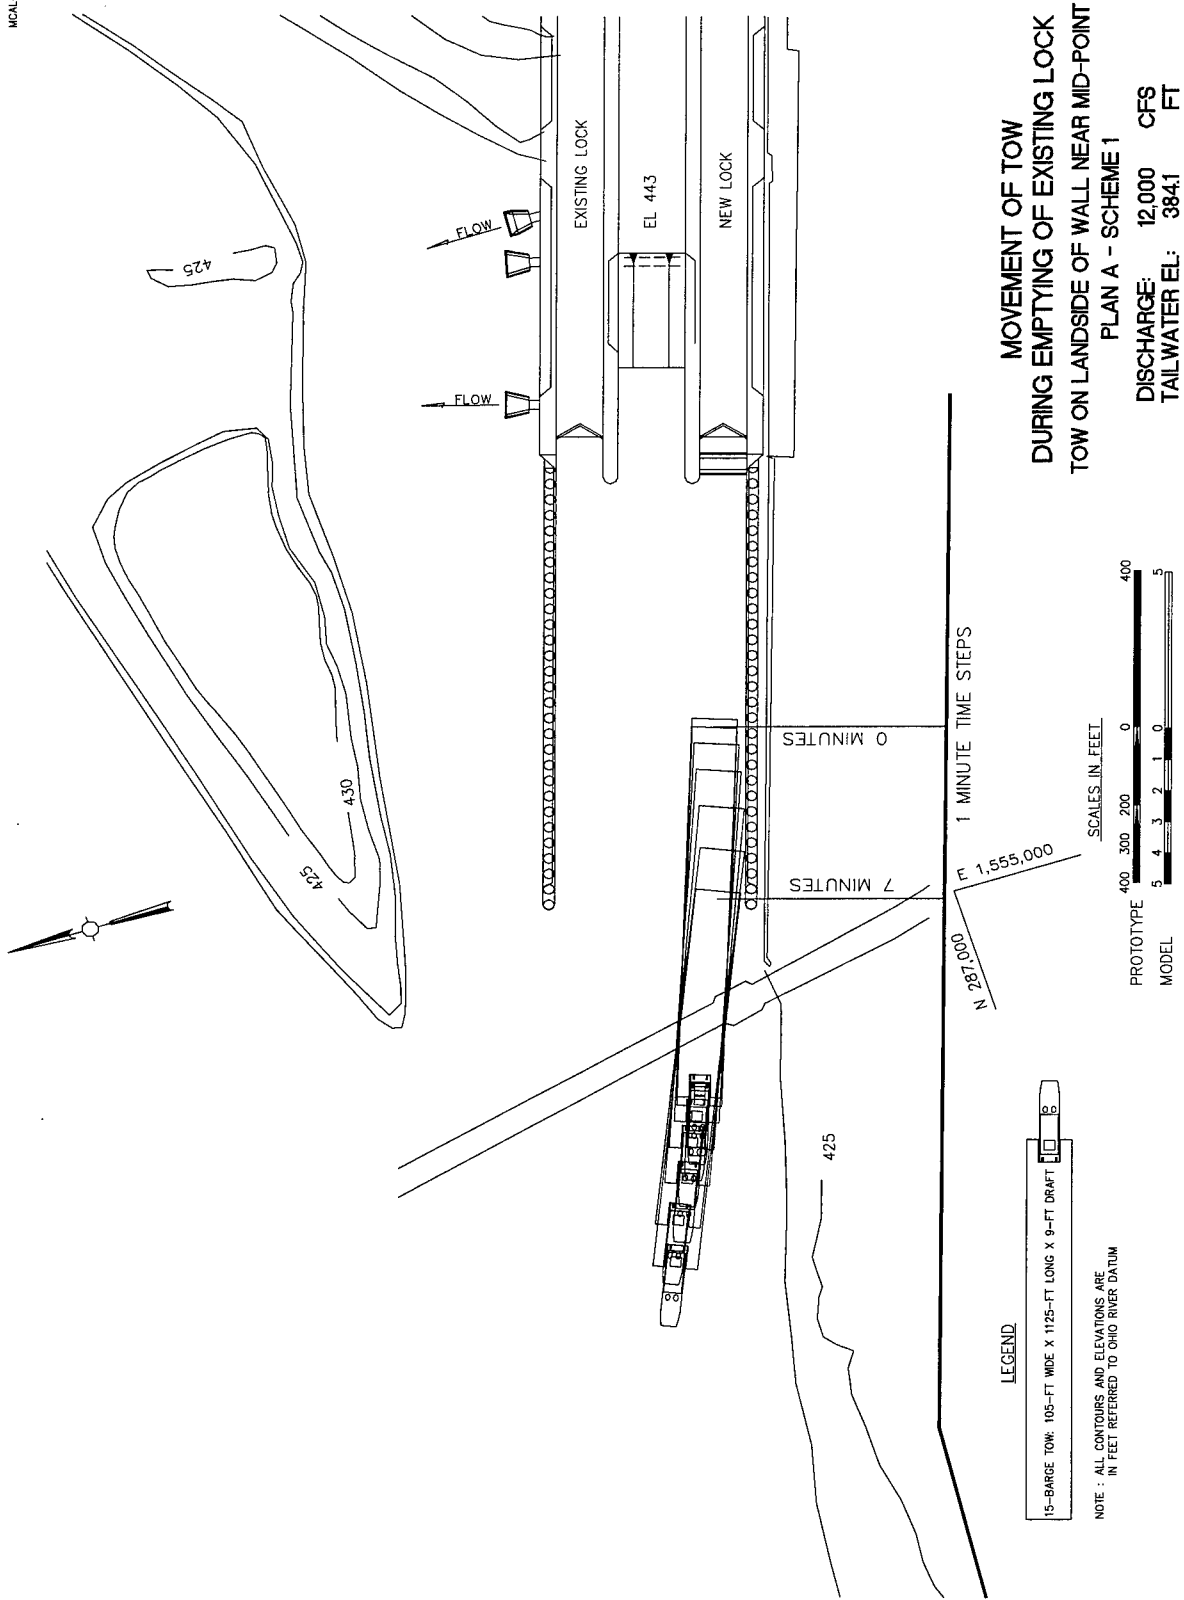 MCAL
FLOW
FLOW
EXISTING LOCK
EL 443
NEW LOCK
425
425
430
0 MINUTES
7 MINUTES
1 MINUTE TIME STEPS
E 1,555,000
N 287,000
425
MOVEMENT OF TOW
DURING EMPTYING OF EXISTING LOCK
TOW ON LANDSIDE OF WALL NEAR MID-POINT
PLAN A - SCHEME 1
DISCHARGE: 12,000 CFS
TAILWATER EL: 384.1 FT
SCALES IN FEET
PROTOTYPE 400 300 200 0 400
MODEL 5 4 3 2 1 0 5
LEGEND
15-BARGE TOW: 105-FT WIDE X 1125-FT LONG X 9-FT DRAFT
NOTE : ALL CONTOURS AND ELEVATIONS ARE
IN FEET REFERRED TO OHIO RIVER DATUM